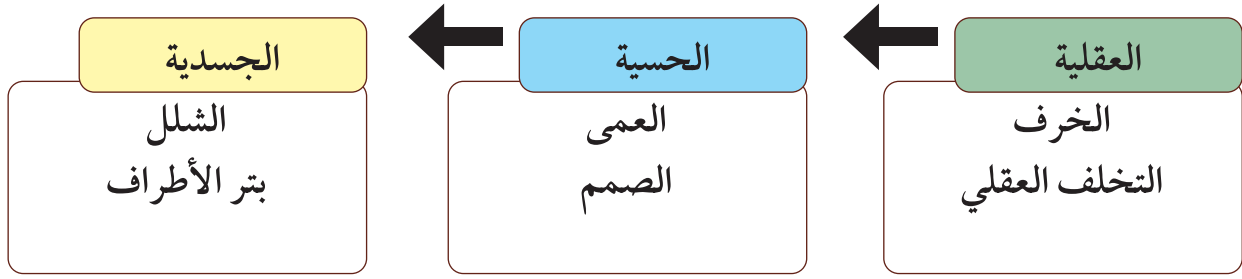 العقلية
الخرف
التخلف العقلي
الحسية
العمى
الصمم
الجسدية
الشلل
بتر الأطراف